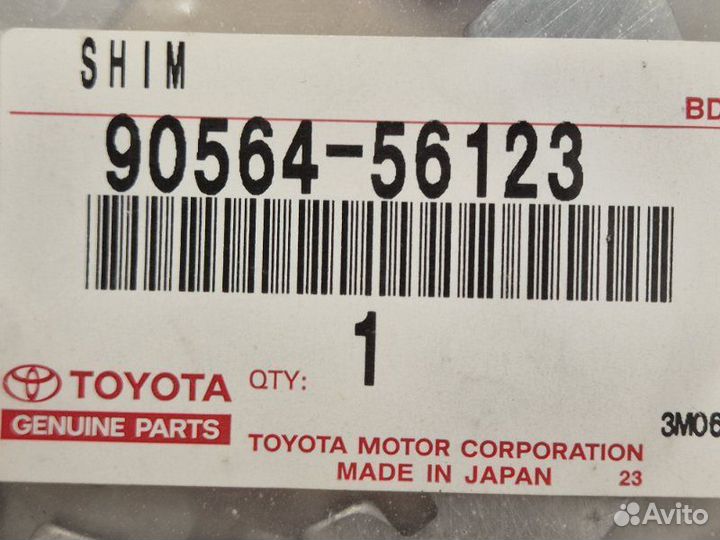 SHIM
BD
90564-56123
1
TOYOTA QTY:
GENUINE PARTS
3M06
TOYOTA MOTOR CORPORATION
MADE IN JAPAN 23
Avito